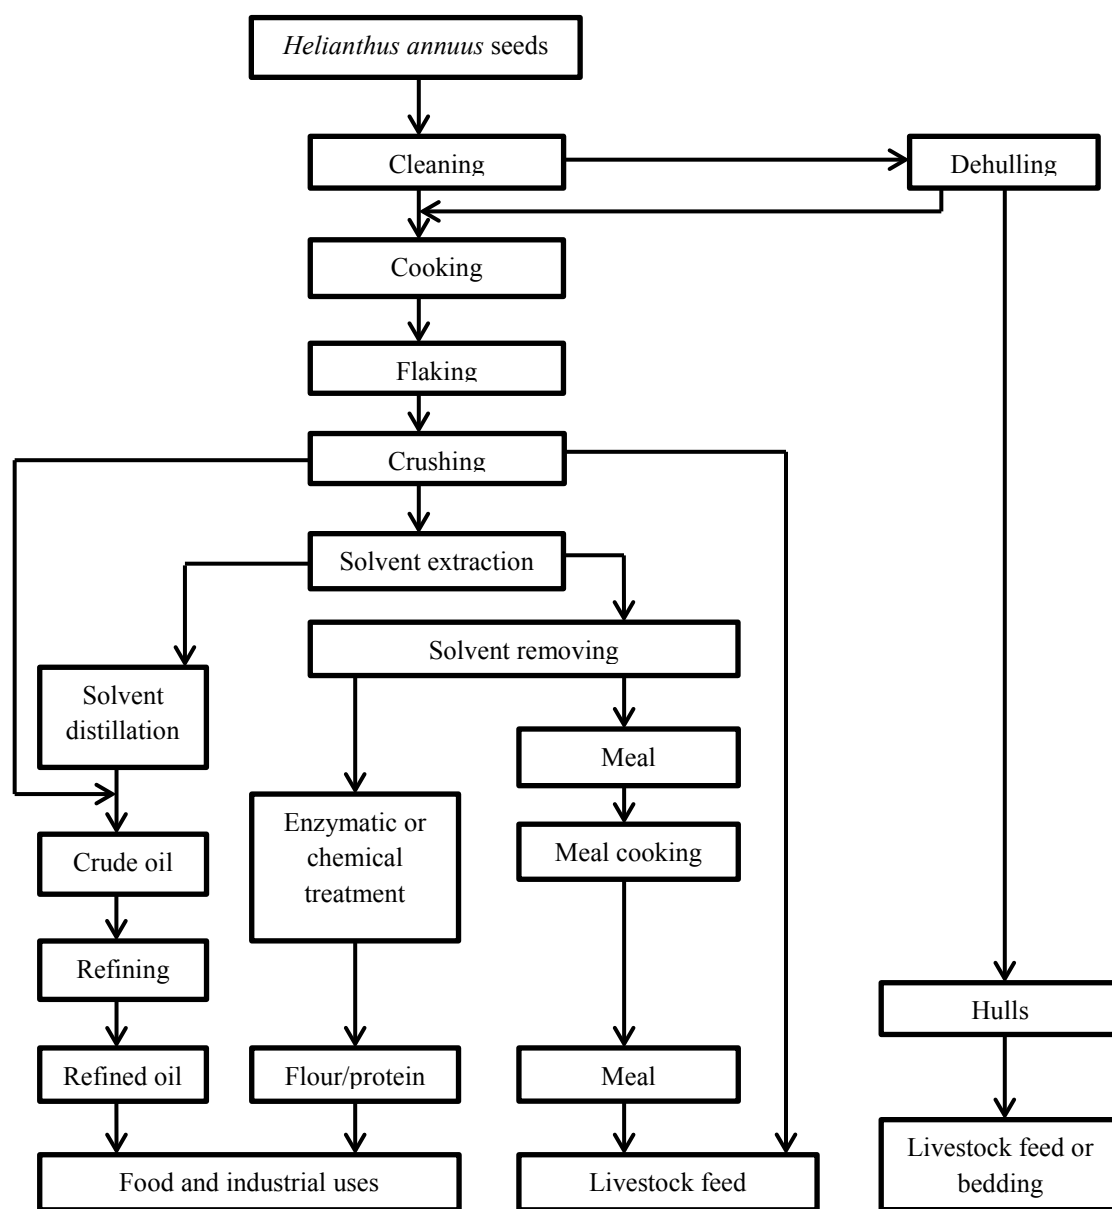 Helianthus annuus seeds
Cleaning
Dehulling
Cooking
Flaking
Crushing
Solvent extraction
Solvent removing
Solvent
distillation
Meal
Enzymatic or
chemical
treatment
Meal cooking
Crude oil
Refining
Hulls
Refined oil
Flour/protein
Meal
Food and industrial uses
Livestock feed
Livestock feed or
bedding